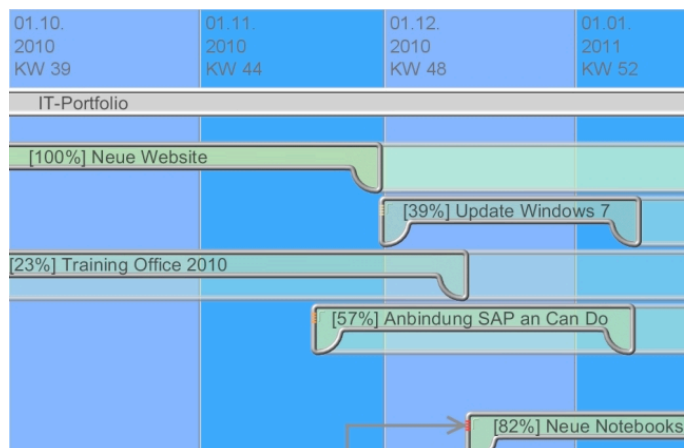 01.10. 01.11. 01.12. 01.01.
2010 2010 2010 2011
KW 39 KW 44 KW 48 KW 52
IT-Portfolio
[100%] Neue Website
[39%] Update Windows 7
[23%] Training Office 2010
[57%] Anbindung SAP an Can Do
[82%] Neue Notebooks